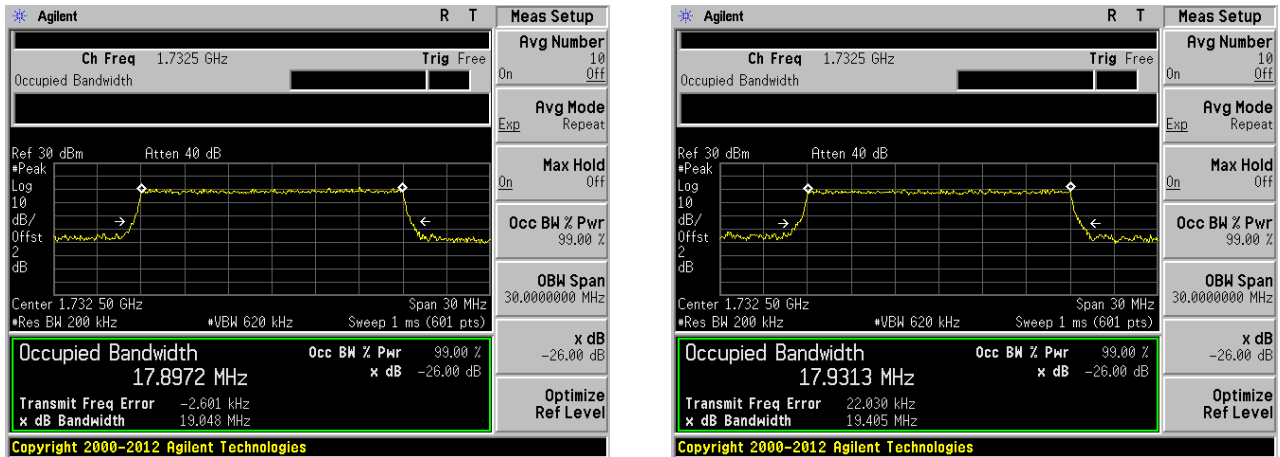 Agilent R T
Meas Setup
Ch Freq 1.7325 GHz Trig Free
Occupied Bandwidth
Avg Number
10
On Off
Avg Mode
Exp Repeat
Ref 30 dBm Atten 40 dB
#Peak
Log
10
dB/
Offst
2
dB
Max Hold
On Off
Occ BW % Pwr
99.00 %
OBW Span
30.0000000 MHz
Center 1.732 50 GHz Span 30 MHz
#Res BW 200 kHz #VBW 620 kHz Sweep 1 ms (601 pts)
x dB
-26.00 dB
Occupied Bandwidth Occ BW % Pwr 99.00 %
17.8972 MHz x dB -26.00 dB
Transmit Freq Error -2.601 kHz
x dB Bandwidth 19.048 MHz
Optimize
Ref Level
Copyright 2000-2012 Agilent Technologies
Agilent R T
Meas Setup
Ch Freq 1.7325 GHz Trig Free
Occupied Bandwidth
Avg Number
10
On Off
Avg Mode
Exp Repeat
Ref 30 dBm Atten 40 dB
#Peak
Log
10
dB/
Offst
2
dB
Max Hold
On Off
Occ BW % Pwr
99.00 %
OBW Span
30.0000000 MHz
Center 1.732 50 GHz Span 30 MHz
#Res BW 200 kHz #VBW 620 kHz Sweep 1 ms (601 pts)
x dB
-26.00 dB
Occupied Bandwidth Occ BW % Pwr 99.00 %
17.9313 MHz x dB -26.00 dB
Transmit Freq Error 22.030 kHz
x dB Bandwidth 19.405 MHz
Optimize
Ref Level
Copyright 2000-2012 Agilent Technologies